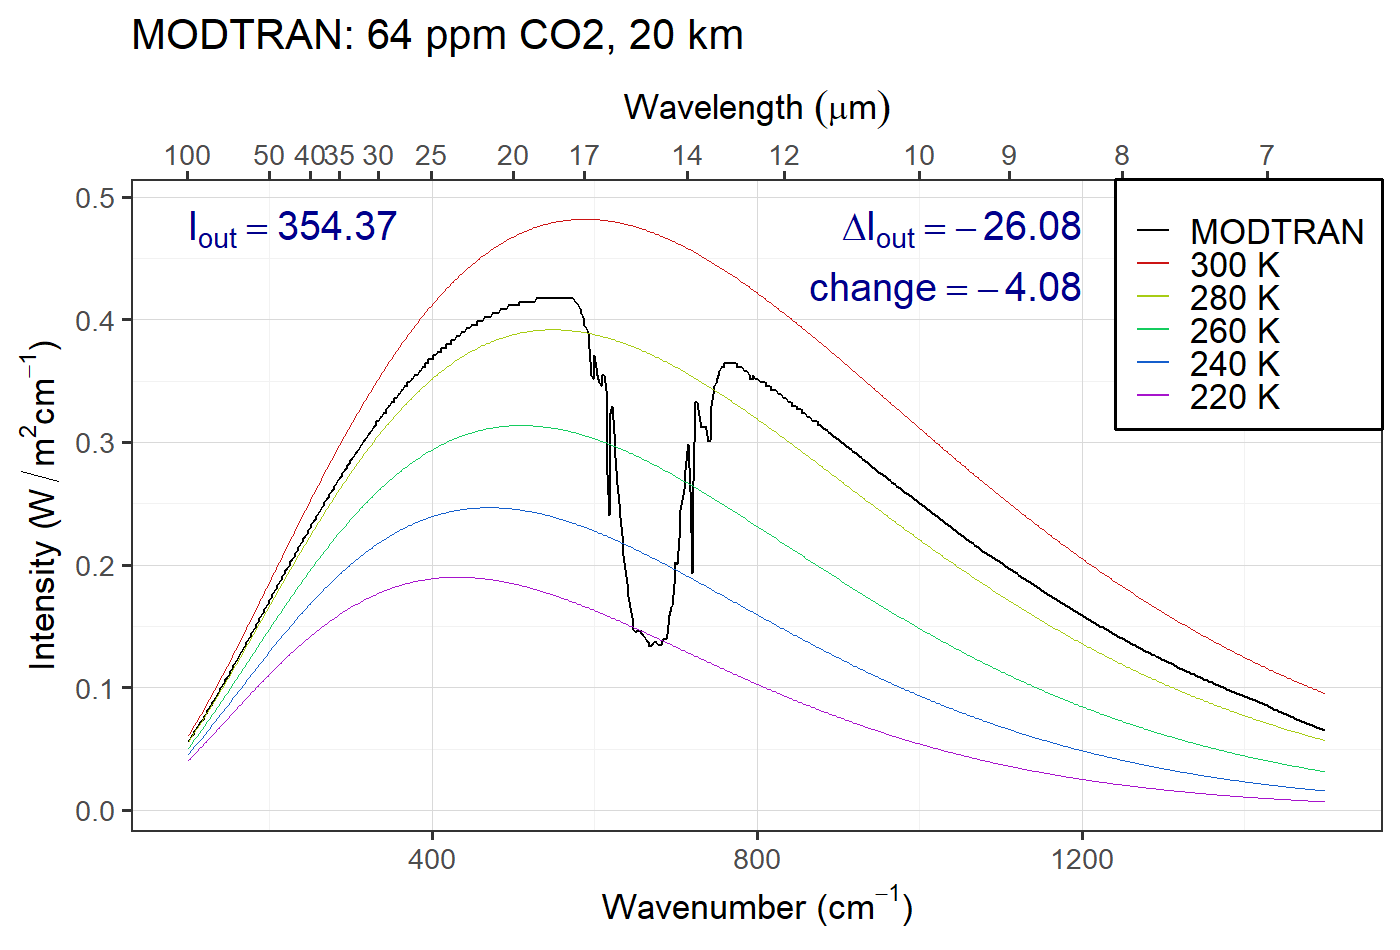 MODTRAN: 64 ppm CO2, 20 km
Wavelength (μm)
100 50 40 35 30 25 20 17 14 12 10 9 8 7
I_out = 354.37
ΔI_out = − 26.08
change = − 4.08
MODTRAN
300 K
280 K
260 K
240 K
220 K
Intensity (W / m²cm⁻¹)
0.5
0.4
0.3
0.2
0.1
0.0
400 800 1200
Wavenumber (cm⁻¹)